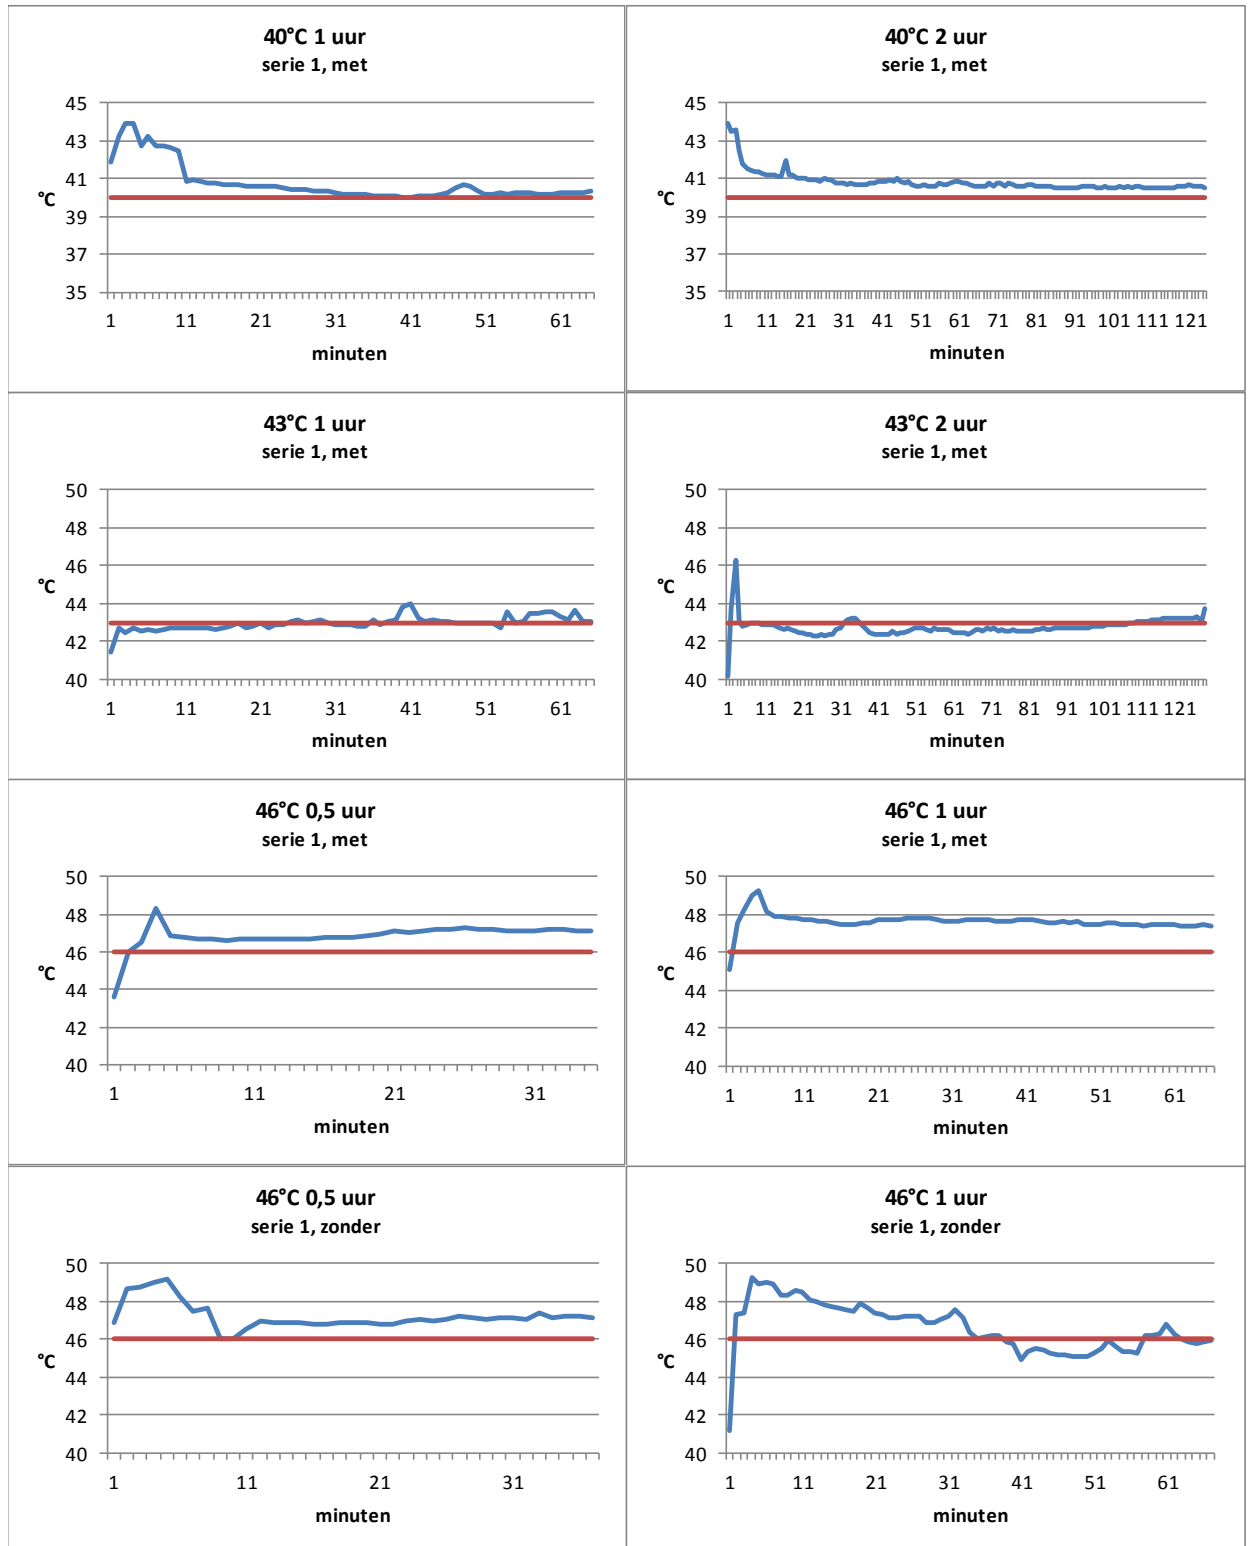 40°C 1 uur
serie 1, met
45
43
41
39
37
35
°C
1 11 21 31 41 51 61
minuten
40°C 2 uur
serie 1, met
45
43
41
39
37
35
°C
1 11 21 31 41 51 61 71 81 91 101 111 121
minuten
43°C 1 uur
serie 1, met
50
48
46
44
42
40
°C
1 11 21 31 41 51 61
minuten
43°C 2 uur
serie 1, met
50
48
46
44
42
40
°C
1 11 21 31 41 51 61 71 81 91 101 111 121
minuten
46°C 0,5 uur
serie 1, met
50
48
46
44
42
40
°C
1 11 21 31
minuten
46°C 1 uur
serie 1, met
50
48
46
44
42
40
°C
1 11 21 31 41 51 61
minuten
46°C 0,5 uur
serie 1, zonder
50
48
46
44
42
40
°C
1 11 21 31
minuten
46°C 1 uur
serie 1, zonder
50
48
46
44
42
40
°C
1 11 21 31 41 51 61
minuten